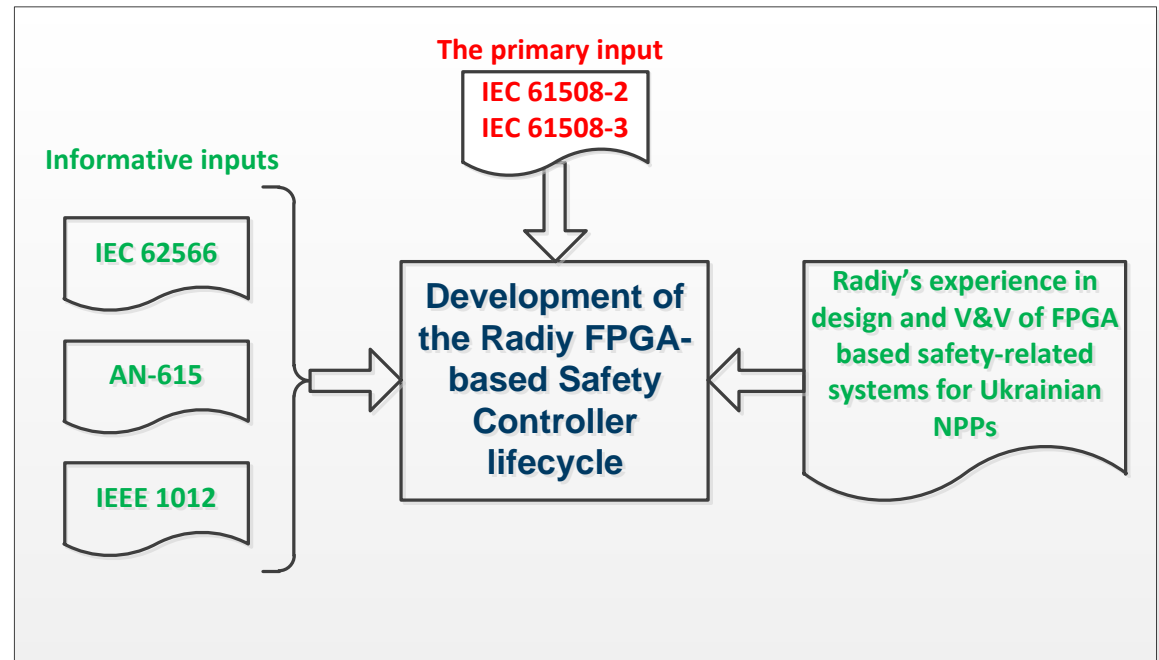 The primary input
IEC 61508-2
IEC 61508-3
Informative inputs
IEC 62566
AN-615
IEEE 1012
Development of
the Radiy FPGA-
based Safety
Controller
lifecycle
Radiy’s experience in
design and V&V of FPGA
based safety-related
systems for Ukrainian
NPPs